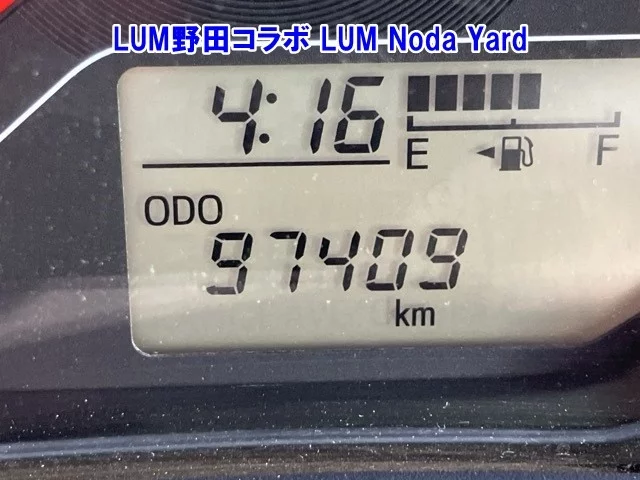 LUM野田コラボ LUM Noda Yard
4:16
E F
ODO
97409
km